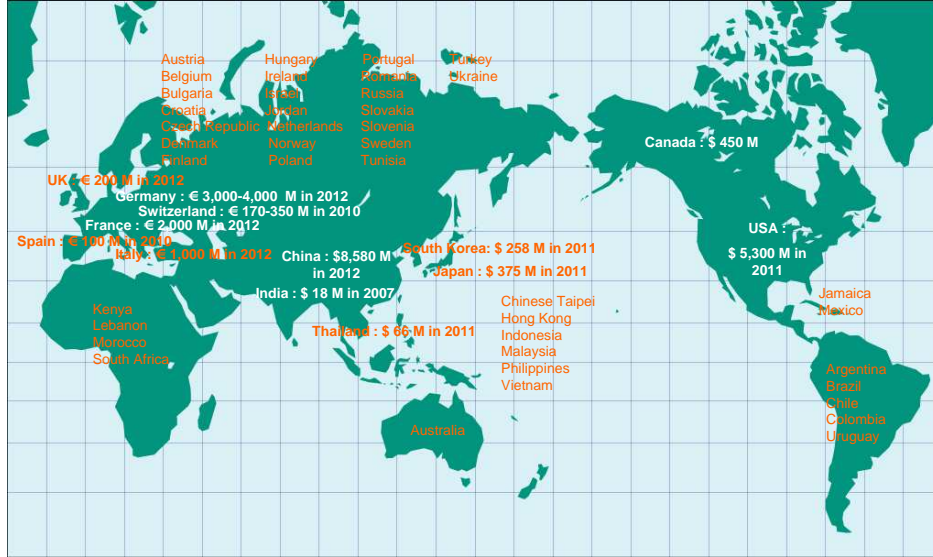 Austria
Belgium
Bulgaria
Croatia
Czech Republic
Denmark
Finland
Hungary
Ireland
Israel
Jordan
Netherlands
Norway
Poland
Portugal
Romania
Russia
Slovakia
Slovenia
Sweden
Tunisia
Turkey
Ukraine
Canada : $ 450 M
UK : € 200 M in 2012
Germany : € 3,000-4,000 M in 2012
Switzerland : € 170-350 M in 2010
France : € 2,000 M in 2012
Spain : € 100 M in 2010
Italy : € 1,000 M in 2012
China : $8,580 M
in 2012
India : $ 18 M in 2007
South Korea: $ 258 M in 2011
Japan : $ 375 M in 2011
Thailand : $ 66 M in 2011
USA :
$ 5,300 M in
2011
Kenya
Lebanon
Morocco
South Africa
Chinese Taipei
Hong Kong
Indonesia
Malaysia
Philippines
Vietnam
Jamaica
Mexico
Argentina
Brazil
Chile
Colombia
Uruguay
Australia